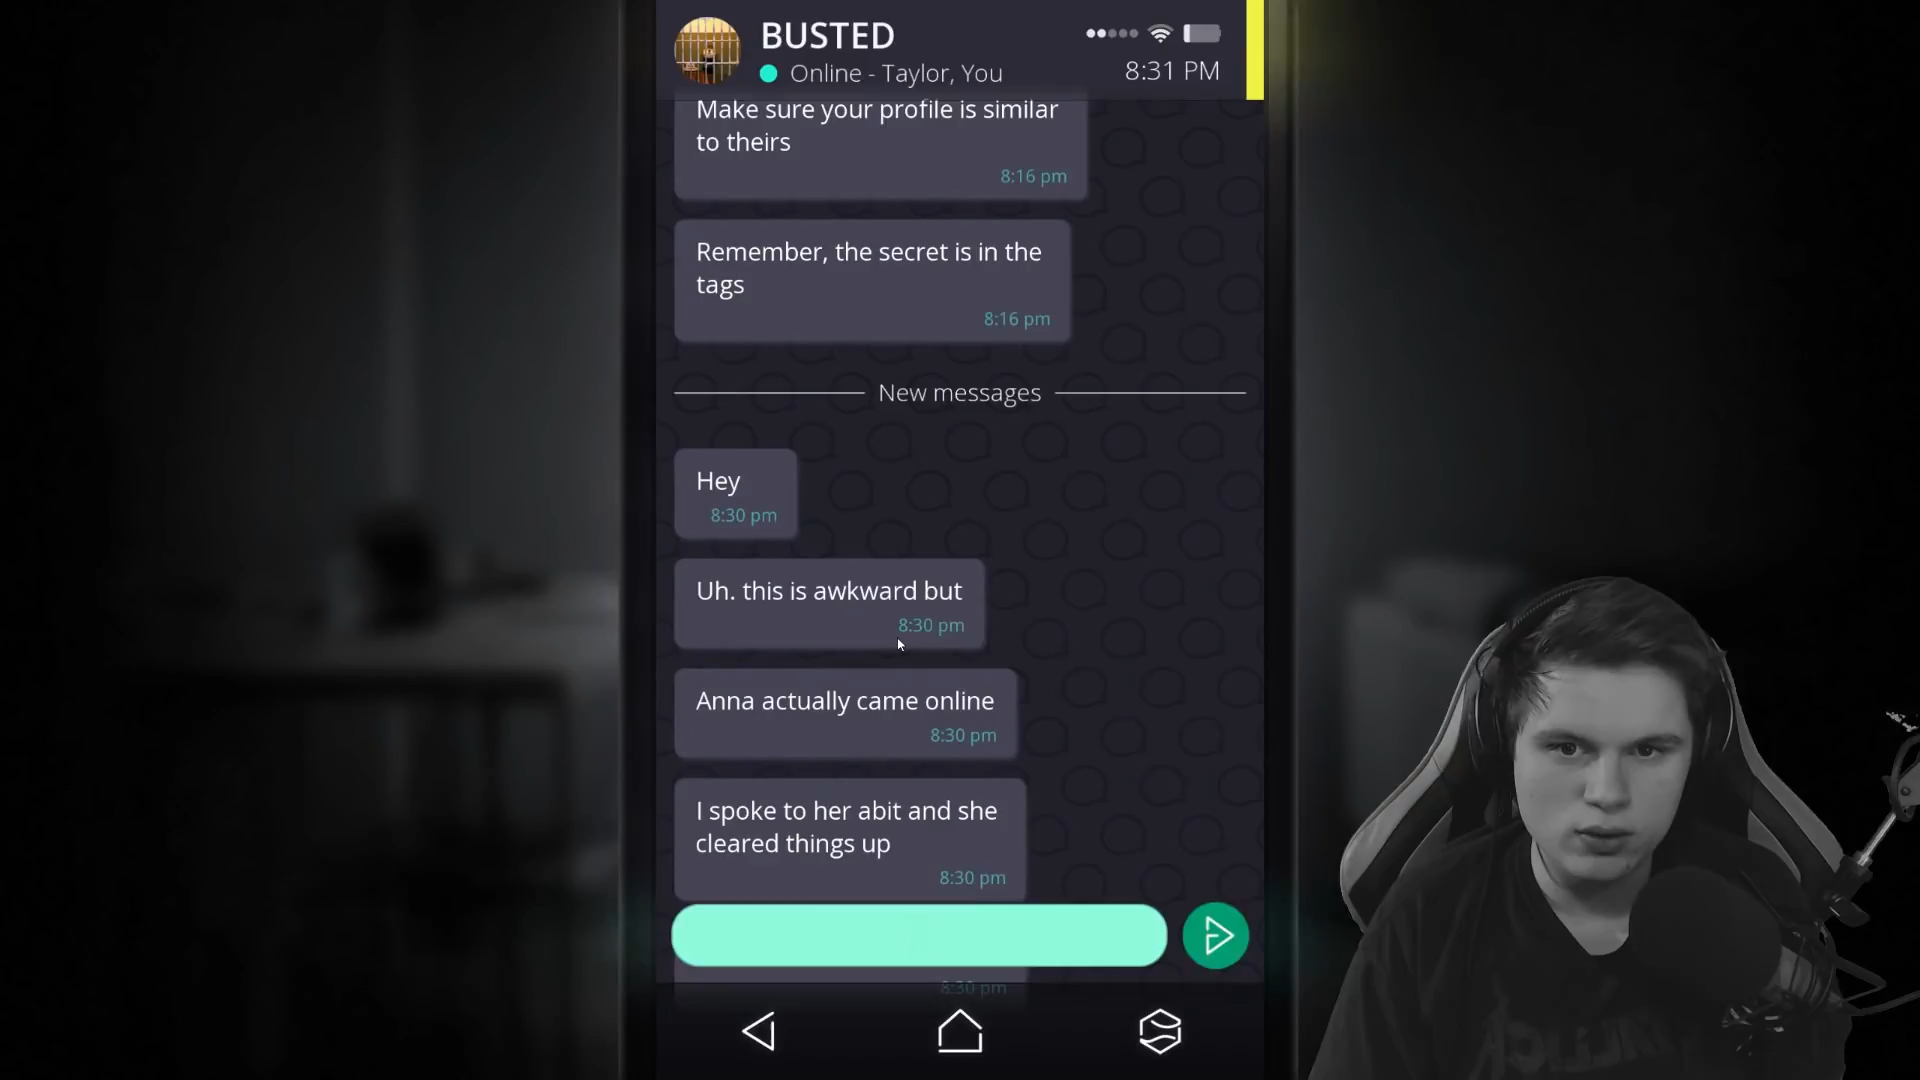 BUSTED
Online - Taylor, You
8:31 PM
Make sure your profile is similar
to theirs
8:16 pm
Remember, the secret is in the
tags
8:16 pm
New messages
Hey
8:30 pm
Uh. this is awkward but
8:30 pm
Anna actually came online
8:30 pm
I spoke to her abit and she
cleared things up
8:30 pm
8:30 pm